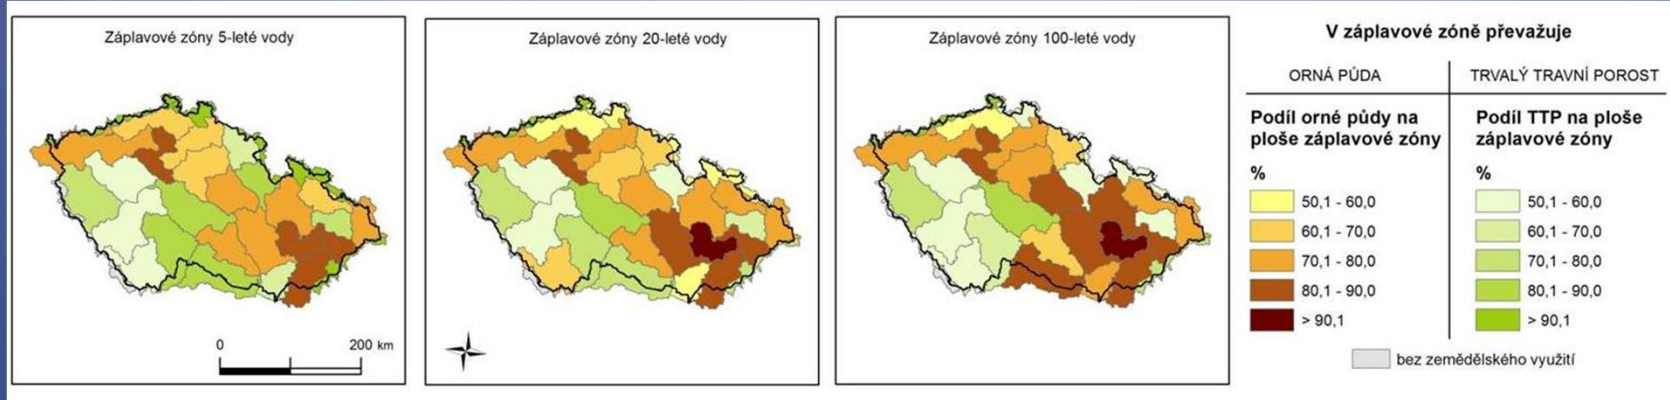 Záplavové zóny 5-leté vody
0
200 km
Záplavové zóny 20-leté vody
Záplavové zóny 100-leté vody
V záplavové zóně převažuje
ORNÁ PŮDA
TRVALÝ TRAVNÍ POROST
Podíl orné půdy na
ploše záplavové zóny
%
50,1 - 60,0
60,1 - 70,0
70,1 - 80,0
80,1 - 90,0
> 90,1
Podíl TTP na ploše
záplavové zóny
%
50,1 - 60,0
60,1 - 70,0
70,1 - 80,0
80,1 - 90,0
> 90,1
bez zemědělského využití